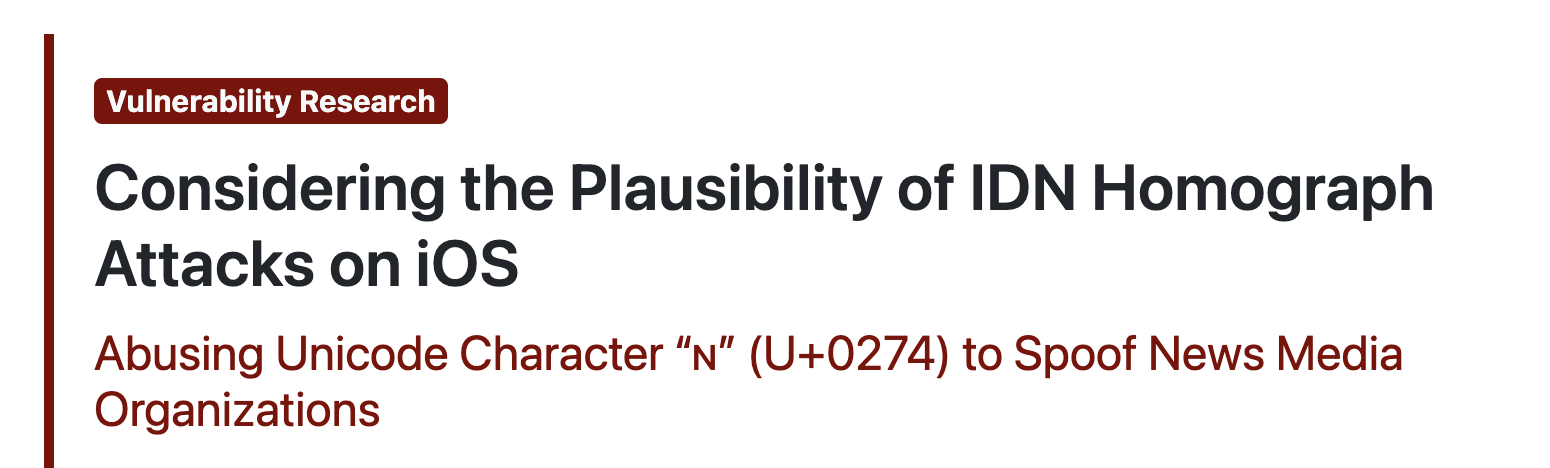 Vulnerability Research
Considering the Plausibility of IDN Homograph
Attacks on iOS
Abusing Unicode Character “ɴ” (U+0274) to Spoof News Media
Organizations